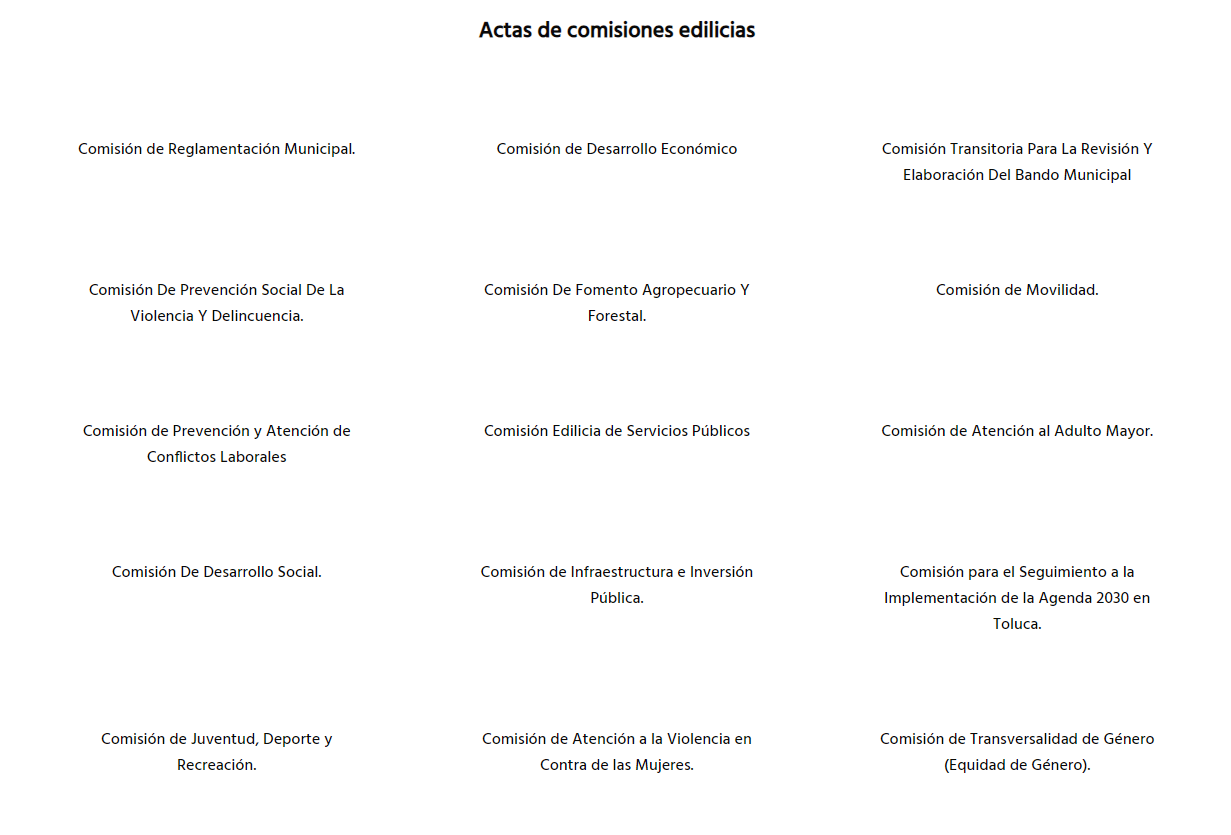 Actas de comisiones edilicias
Comisión de Reglamentación Municipal.
Comisión de Desarrollo Económico
Comisión Transitoria Para La Revisión Y
Elaboración Del Bando Municipal
Comisión De Prevención Social De La
Violencia Y Delincuencia.
Comisión De Fomento Agropecuario Y
Forestal.
Comisión de Movilidad.
Comisión de Prevención y Atención de
Conflictos Laborales
Comisión Edilicia de Servicios Públicos
Comisión de Atención al Adulto Mayor.
Comisión De Desarrollo Social.
Comisión de Infraestructura e Inversión
Pública.
Comisión para el Seguimiento a la
Implementación de la Agenda 2030 en
Toluca.
Comisión de Juventud, Deporte y
Recreación.
Comisión de Atención a la Violencia en
Contra de las Mujeres.
Comisión de Transversalidad de Género
(Equidad de Género).